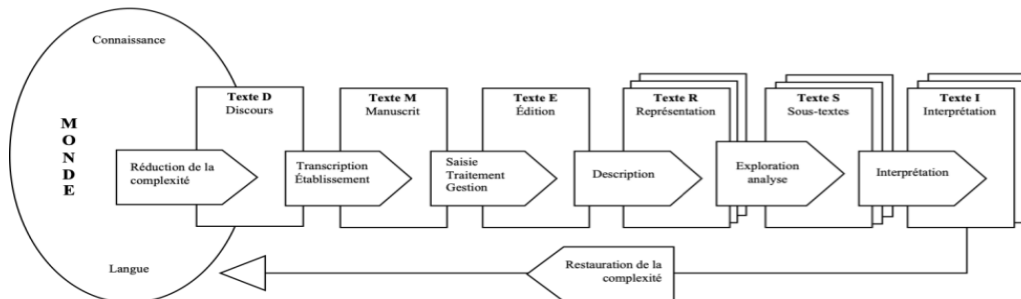 Connaissance
MONDE
Langue
Texte D
Discours
Réduction de la
complexité
Texte M
Manuscrit
Transcription
Établissement
Texte E
Édition
Saisie
Traitement
Gestion
Texte R
Représentation
Description
Texte S
Sous-textes
Exploration
analyse
Texte I
Interprétation
Interprétation
Restauration de la
complexité